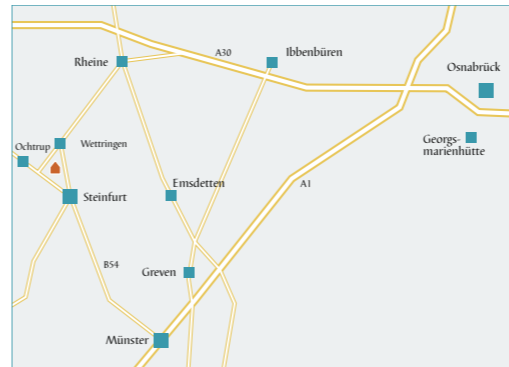 A30
Ibbenbüren
Rheine
Osnabrück
Georgs-
marienhütte
Ochtrup
Wettringen
Steinfurt
Emsdetten
A1
B54
Greven
Münster